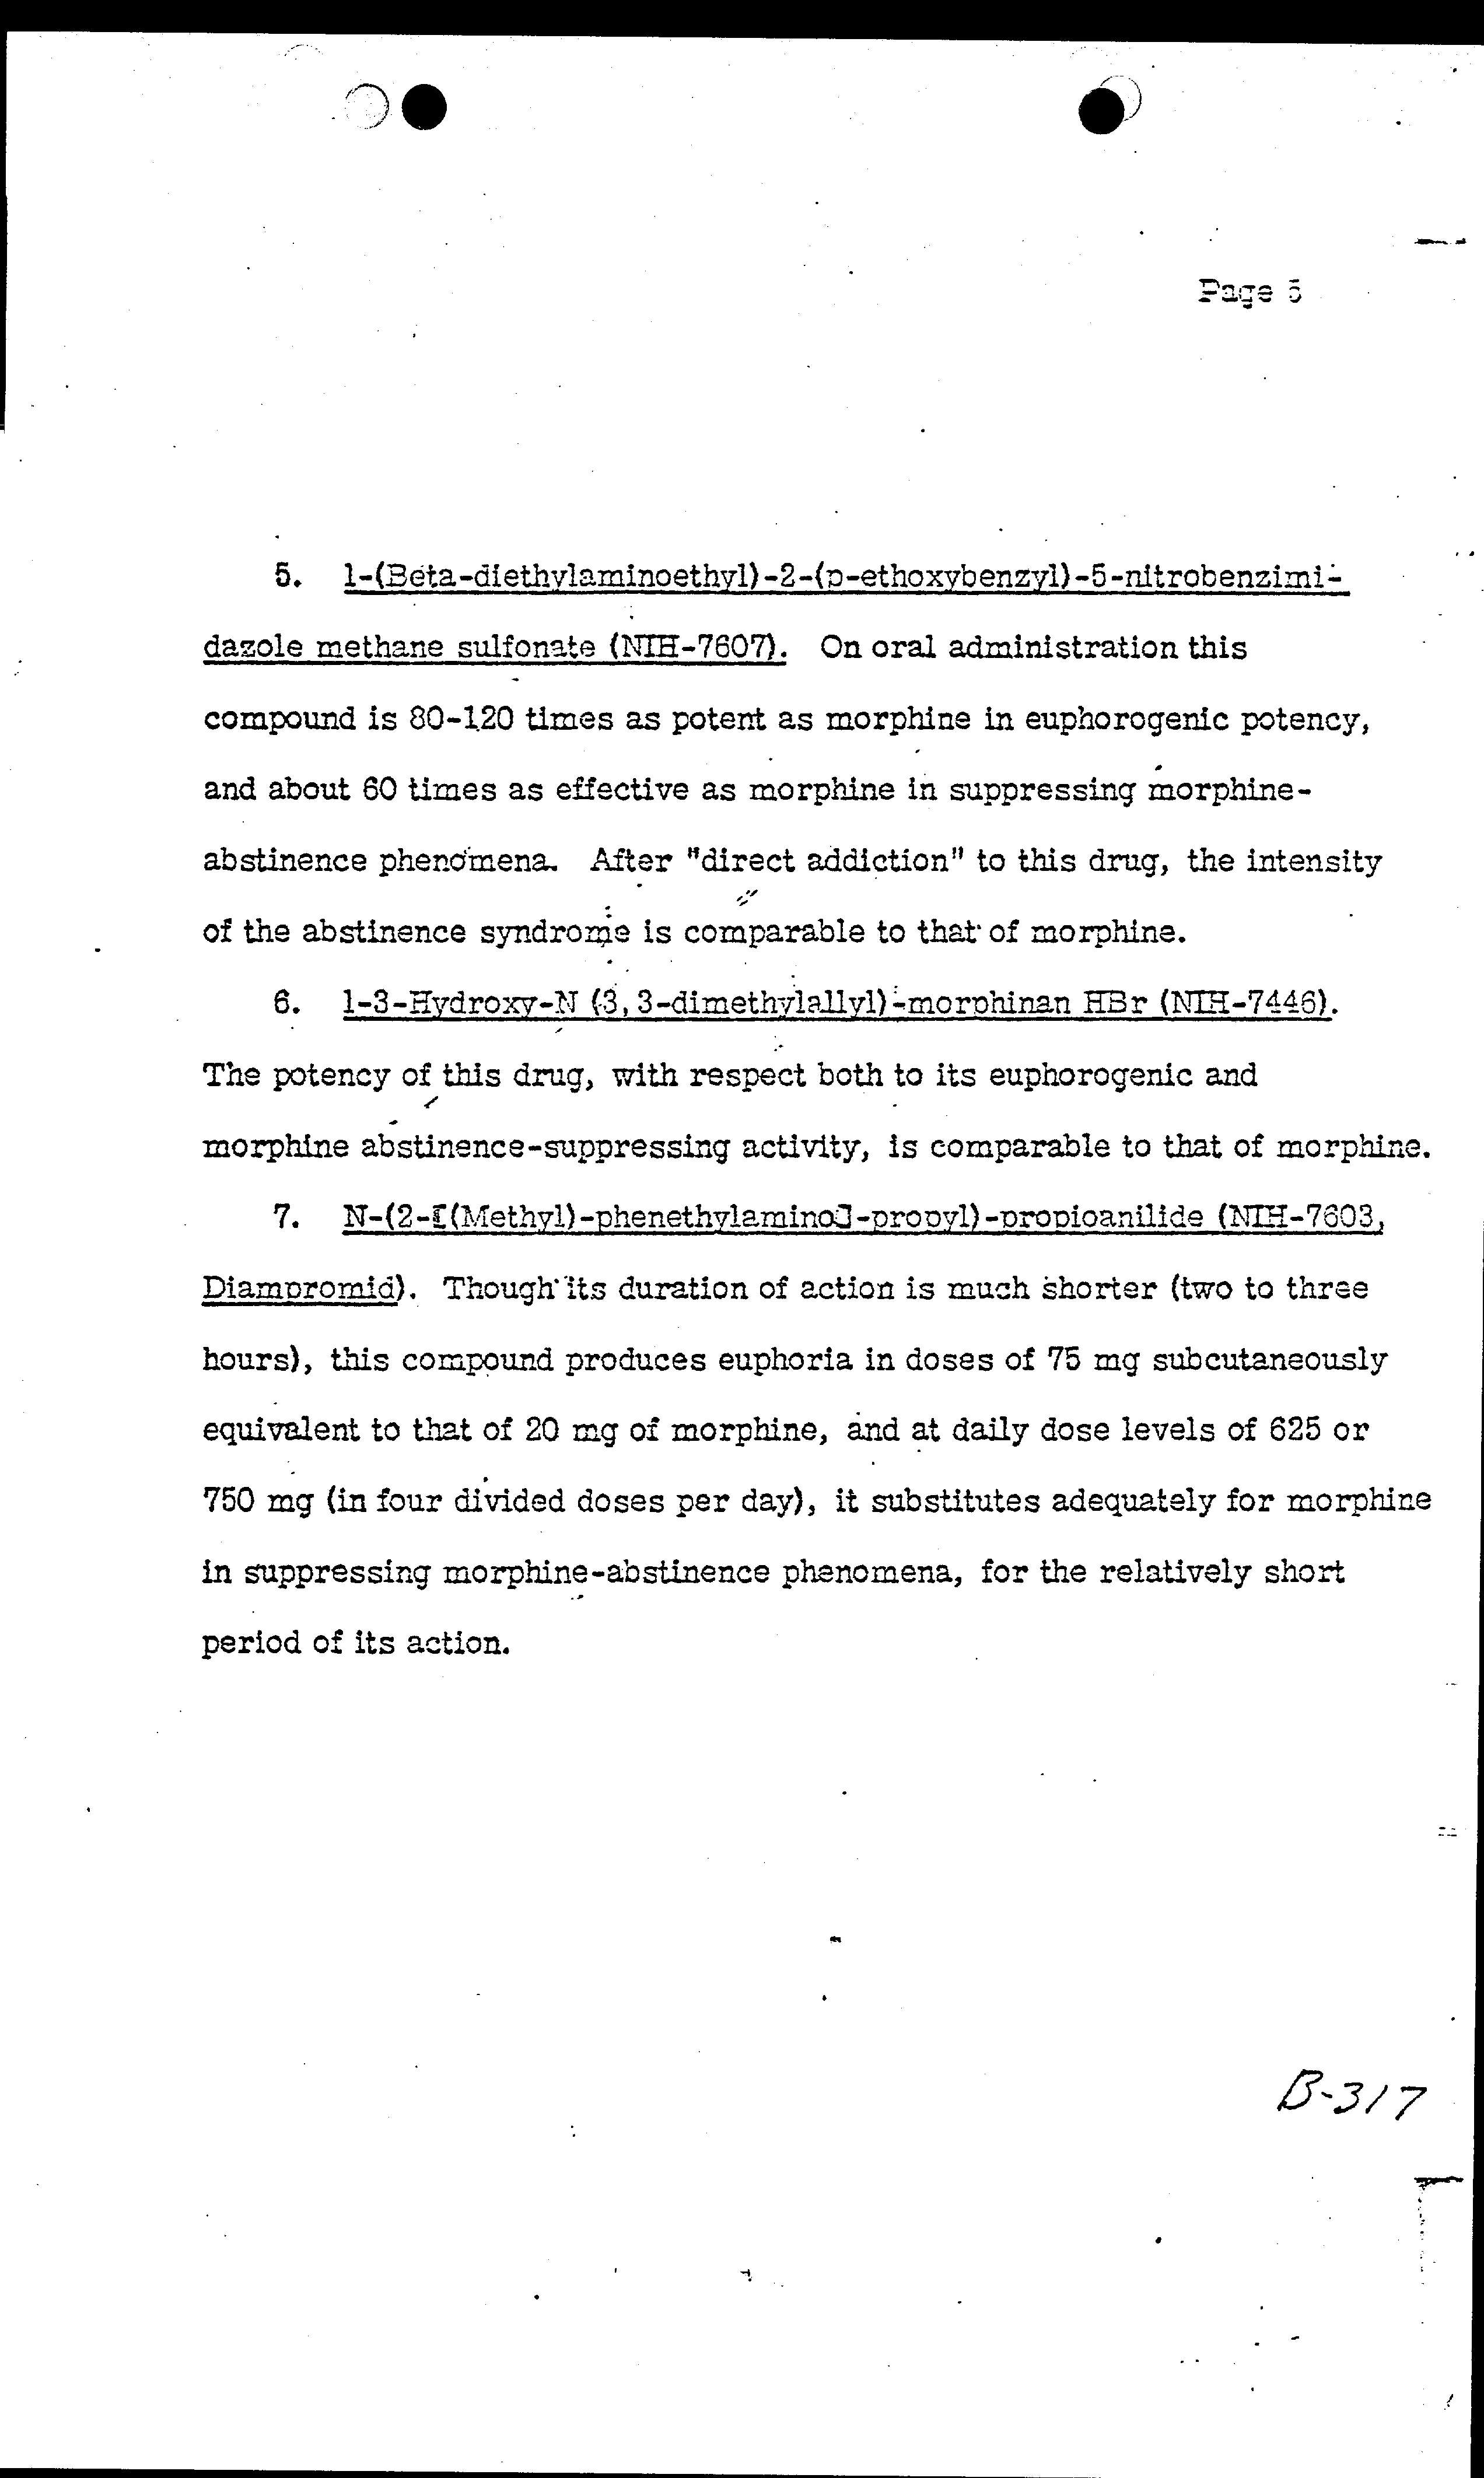 Page 5
5. 1-(Beta-diethylaminoethyl)-2-(p-ethoxybenzyl)-5-nitrobenzimi-
dazole methane sulfonate (NIH-7607). On oral administration this
compound is 80-120 times as potent as morphine in euphorogenic potency,
and about 60 times as effective as morphine in suppressing morphine-
abstinence phenomena. After "direct addiction" to this drug, the intensity
of the abstinence syndrome is comparable to that of morphine.
6. 1-3-Hydroxy-N (3, 3-dimethylallyl)-morphinan HBr (NIH-7446).
The potency of this drug, with respect both to its euphorogenic and
morphine abstinence-suppressing activity, is comparable to that of morphine.
7. N-(2-[(Methyl)-phenethylamino]-propyl)-propioanilide (NIH-7603,
Diampromid). Though its duration of action is much shorter (two to three
hours), this compound produces euphoria in doses of 75 mg subcutaneously
equivalent to that of 20 mg of morphine, and at daily dose levels of 625 or
750 mg (in four divided doses per day), it substitutes adequately for morphine
in suppressing morphine-abstinence phenomena, for the relatively short
period of its action.
B-317